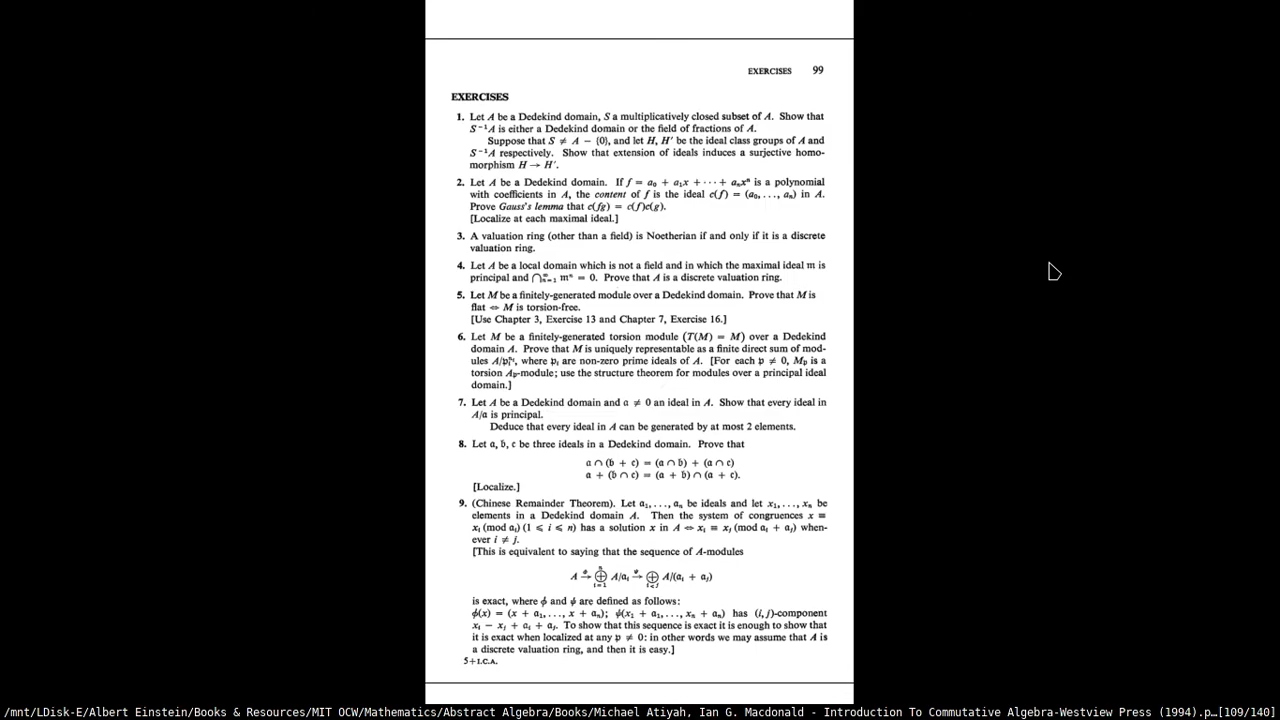 EXERCISES 99
EXERCISES
1. Let A be a Dedekind domain, S a multiplicatively closed subset of A. Show that
S⁻¹A is either a Dedekind domain or the field of fractions of A.
Suppose that S ≠ A − {0}, and let H, H' be the ideal class groups of A and
S⁻¹A respectively. Show that extension of ideals induces a surjective homo-
morphism H → H'.
2. Let A be a Dedekind domain. If f = a₀ + a₁x + ··· + aₙxⁿ is a polynomial
with coefficients in A, the content of f is the ideal c(f) = (a₀, . . ., aₙ) in A.
Prove Gauss's lemma that c(fg) = c(f)c(g).
[Localize at each maximal ideal.]
3. A valuation ring (other than a field) is Noetherian if and only if it is a discrete
valuation ring.
4. Let A be a local domain which is not a field and in which the maximal ideal 𝔪 is
principal and ⋂ₙ₌₁^∞ 𝔪ⁿ = 0. Prove that A is a discrete valuation ring.
5. Let M be a finitely-generated module over a Dedekind domain. Prove that M is
flat ⇔ M is torsion-free.
[Use Chapter 3, Exercise 13 and Chapter 7, Exercise 16.]
6. Let M be a finitely-generated torsion module (T(M) = M) over a Dedekind
domain A. Prove that M is uniquely representable as a finite direct sum of mod-
ules A/𝔭ᵢ^nᵢ, where 𝔭ᵢ are non-zero prime ideals of A. [For each 𝔭 ≠ 0, M_𝔭 is a
torsion A_𝔭-module; use the structure theorem for modules over a principal ideal
domain.]
7. Let A be a Dedekind domain and 𝔞 ≠ 0 an ideal in A. Show that every ideal in
A/𝔞 is principal.
Deduce that every ideal in A can be generated by at most 2 elements.
8. Let 𝔞, 𝔟, 𝔠 be three ideals in a Dedekind domain. Prove that
𝔞 ∩ (𝔟 + 𝔠) = (𝔞 ∩ 𝔟) + (𝔞 ∩ 𝔠)
𝔞 + (𝔟 ∩ 𝔠) = (𝔞 + 𝔟) ∩ (𝔞 + 𝔠).
[Localize.]
9. (Chinese Remainder Theorem). Let 𝔞₁, . . ., 𝔞ₙ be ideals and let x₁, . . ., xₙ be
elements in a Dedekind domain A. Then the system of congruences x ≡
xᵢ (mod 𝔞ᵢ) (1 ⩽ i ⩽ n) has a solution x in A ⇔ xᵢ ≡ xⱼ (mod 𝔞ᵢ + 𝔞ⱼ) when-
ever i ≠ j.
[This is equivalent to saying that the sequence of A-modules
A →^ϕ ⊕ᵢ₌₁ⁿ A/𝔞ᵢ →^ψ ⊕ᵢ<ⱼ A/(𝔞ᵢ + 𝔞ⱼ)
is exact, where ϕ and ψ are defined as follows:
ϕ(x) = (x + 𝔞₁, . . ., x + 𝔞ₙ); ψ(x₁ + 𝔞₁, . . ., xₙ + 𝔞ₙ) has (i, j)-component
xᵢ − xⱼ + 𝔞ᵢ + 𝔞ⱼ. To show that this sequence is exact it is enough to show that
it is exact when localized at any 𝔭 ≠ 0: in other words we may assume that A is
a discrete valuation ring, and then it is easy.]
5+I.C.A.
/mnt/LDisk-E/Albert Einstein/Books & Resources/MIT OCW/Mathematics/Abstract Algebra/Books/Michael Atiyah, Ian G. Macdonald - Introduction To Commutative Algebra-Westview Press (1994).p…[109/140]